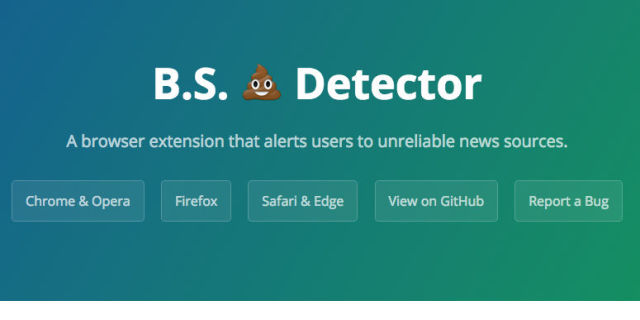 B.S. 💩 Detector
A browser extension that alerts users to unreliable news sources.
Chrome & Opera Firefox Safari & Edge View on GitHub Report a Bug